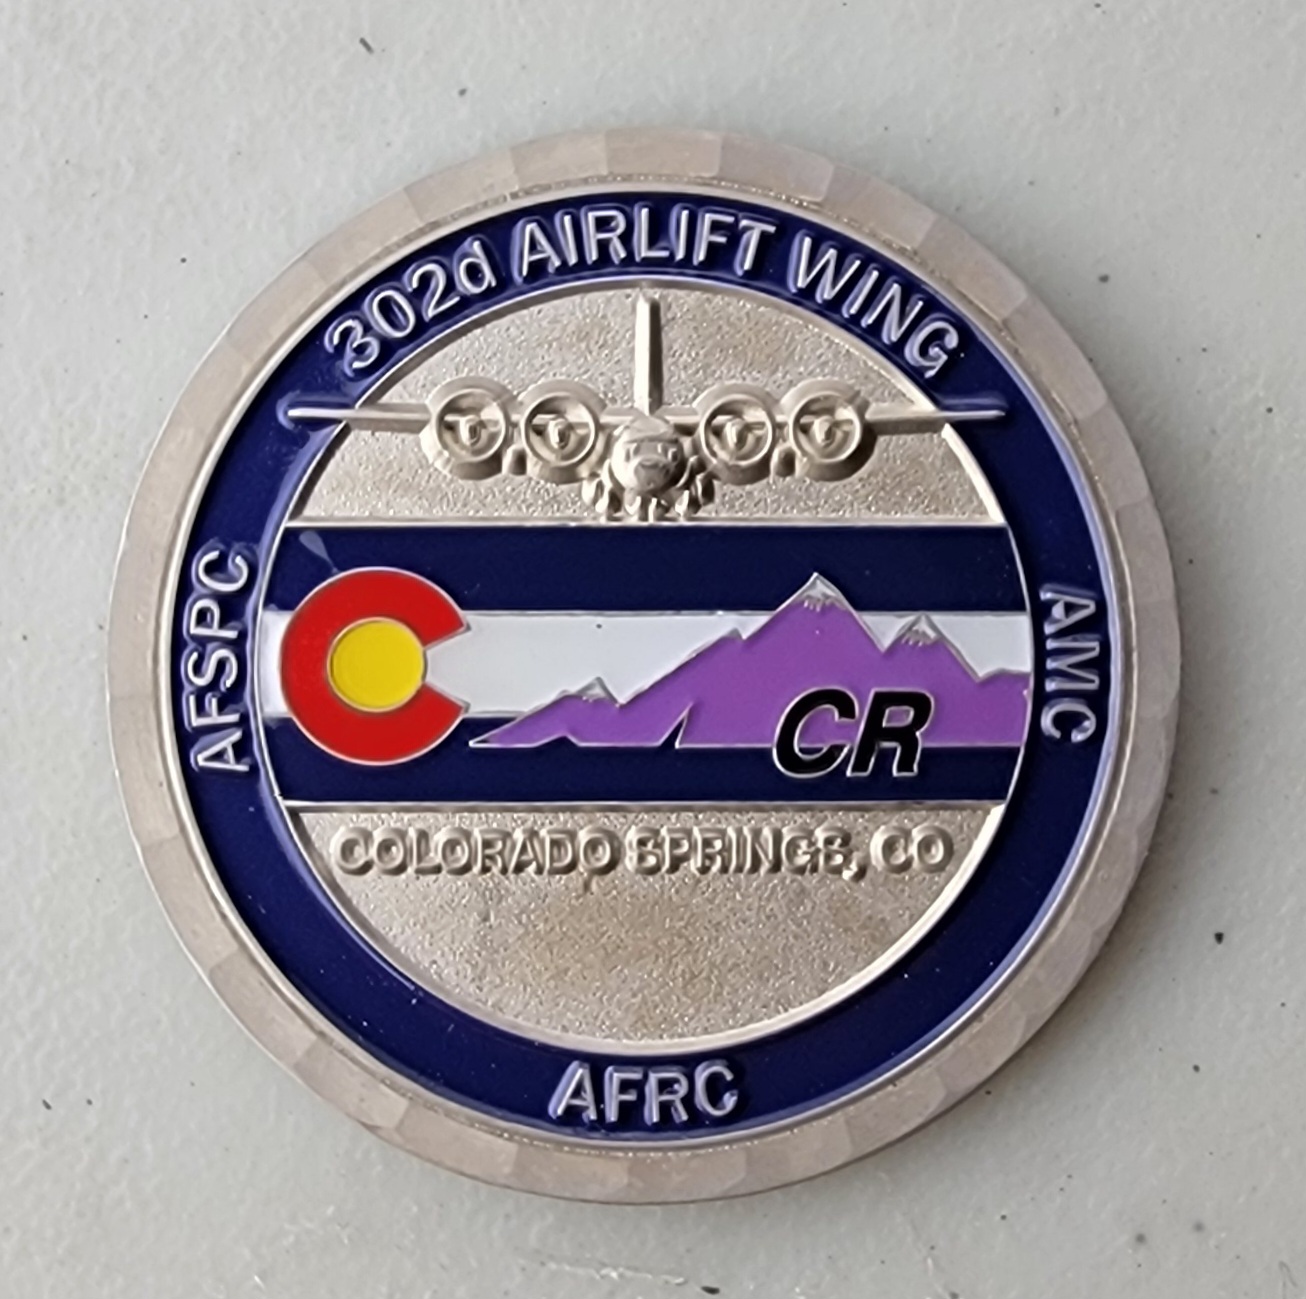 302d AIRLIFT WING
AFSPC
AMC
CR
COLORADO SPRINGS, CO
AFRC